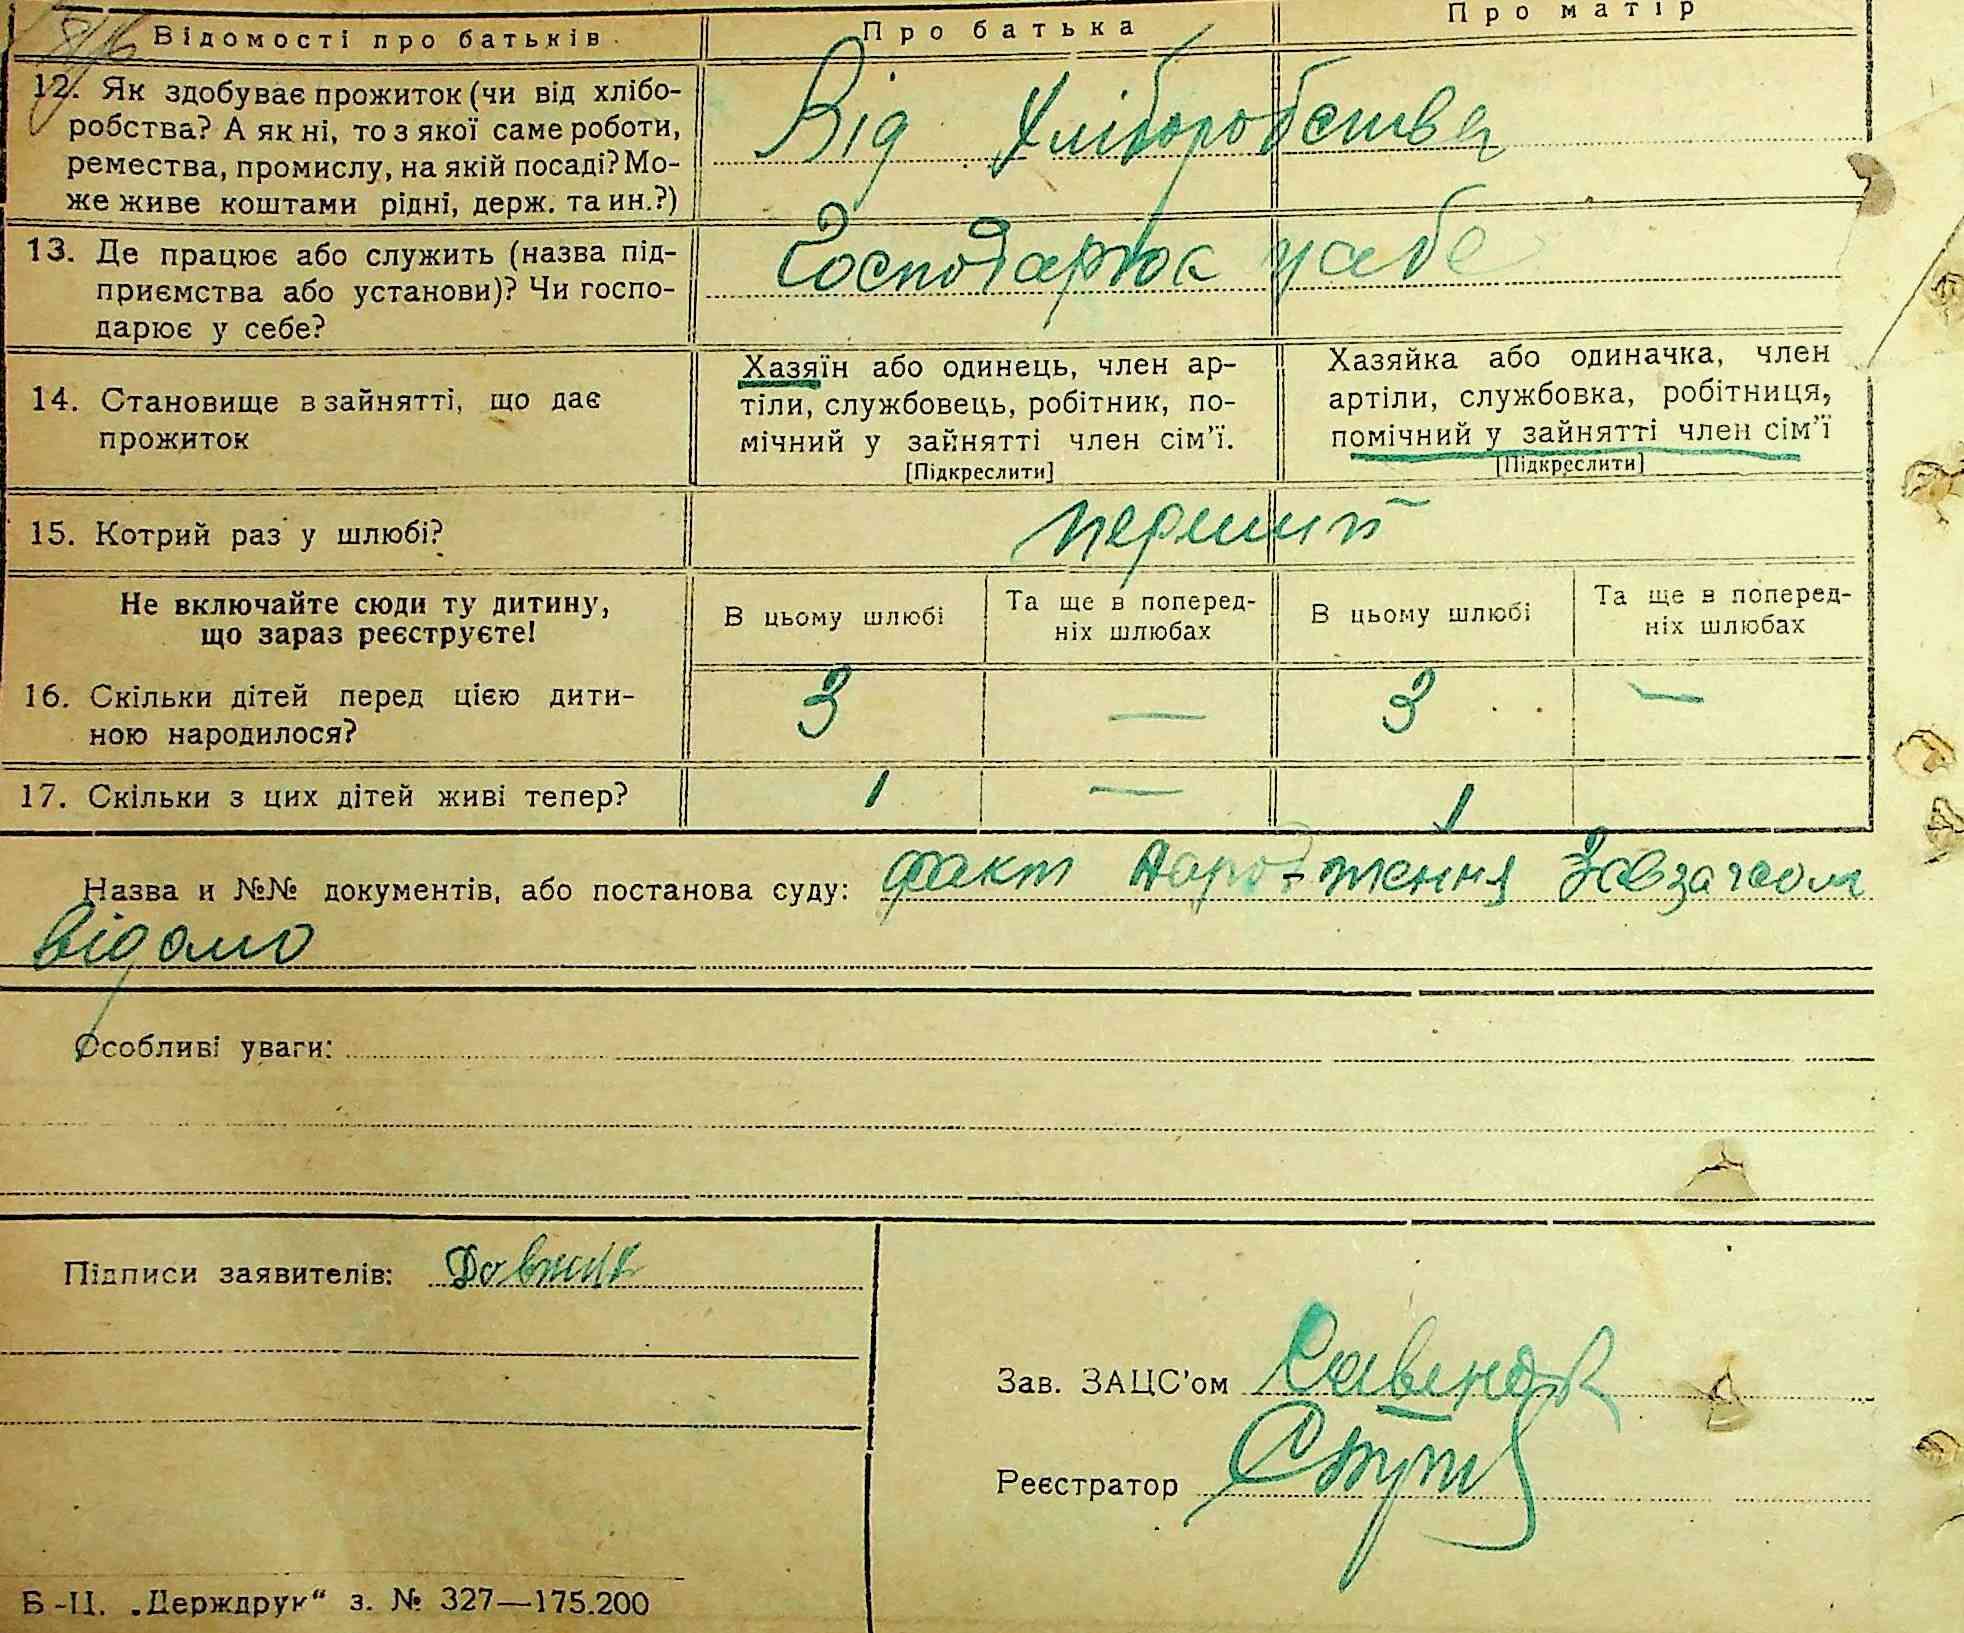 Відомості про батьків
Про батька
Про матір
12. Як здобуває прожиток (чи від хлібо-
робства? А як ні, то з якої саме роботи,
ремества, промислу, на якій посаді? Мо-
же живе коштами рідні, держ. та ин.?)
Від хліборобства
13. Де працює або служить (назва під-
приємства або установи)? Чи госпо-
дарює у себе?
Господарює у себе
14. Становище в зайнятті, що дає
прожиток
Хазяїн або одинець, член ар-
тіли, службовець, робітник, по-
мічний у зайнятті член сім'ї.
[Підкреслити]
Хазяйка або одиначка, член
артіли, службовка, робітниця,
помічний у зайнятті член сім'ї
[Підкреслити]
15. Котрий раз у шлюбі?
перший
Не включайте сюди ту дитину,
що зараз реєструєте!
В цьому шлюбі
Та ще в поперед-
ніх шлюбах
В цьому шлюбі
Та ще в поперед-
ніх шлюбах
16. Скільки дітей перед цією дити-
ною народилося?
3 — 3 —
17. Скільки з цих дітей живі тепер?
1 — 1
Назва и №№ документів, або постанова суду: факт народження
відомо
Особливі уваги:
Підписи заявителів:
Зав. ЗАЦС'ом
Реєстратор
Б-Ц. „Держдрук“ з. № 327—175.200